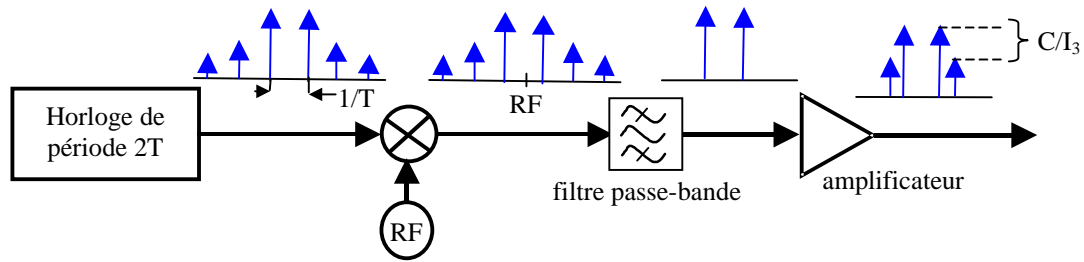 C/I₃
1/T
RF
Horloge de
période 2T
filtre passe-bande
amplificateur
RF